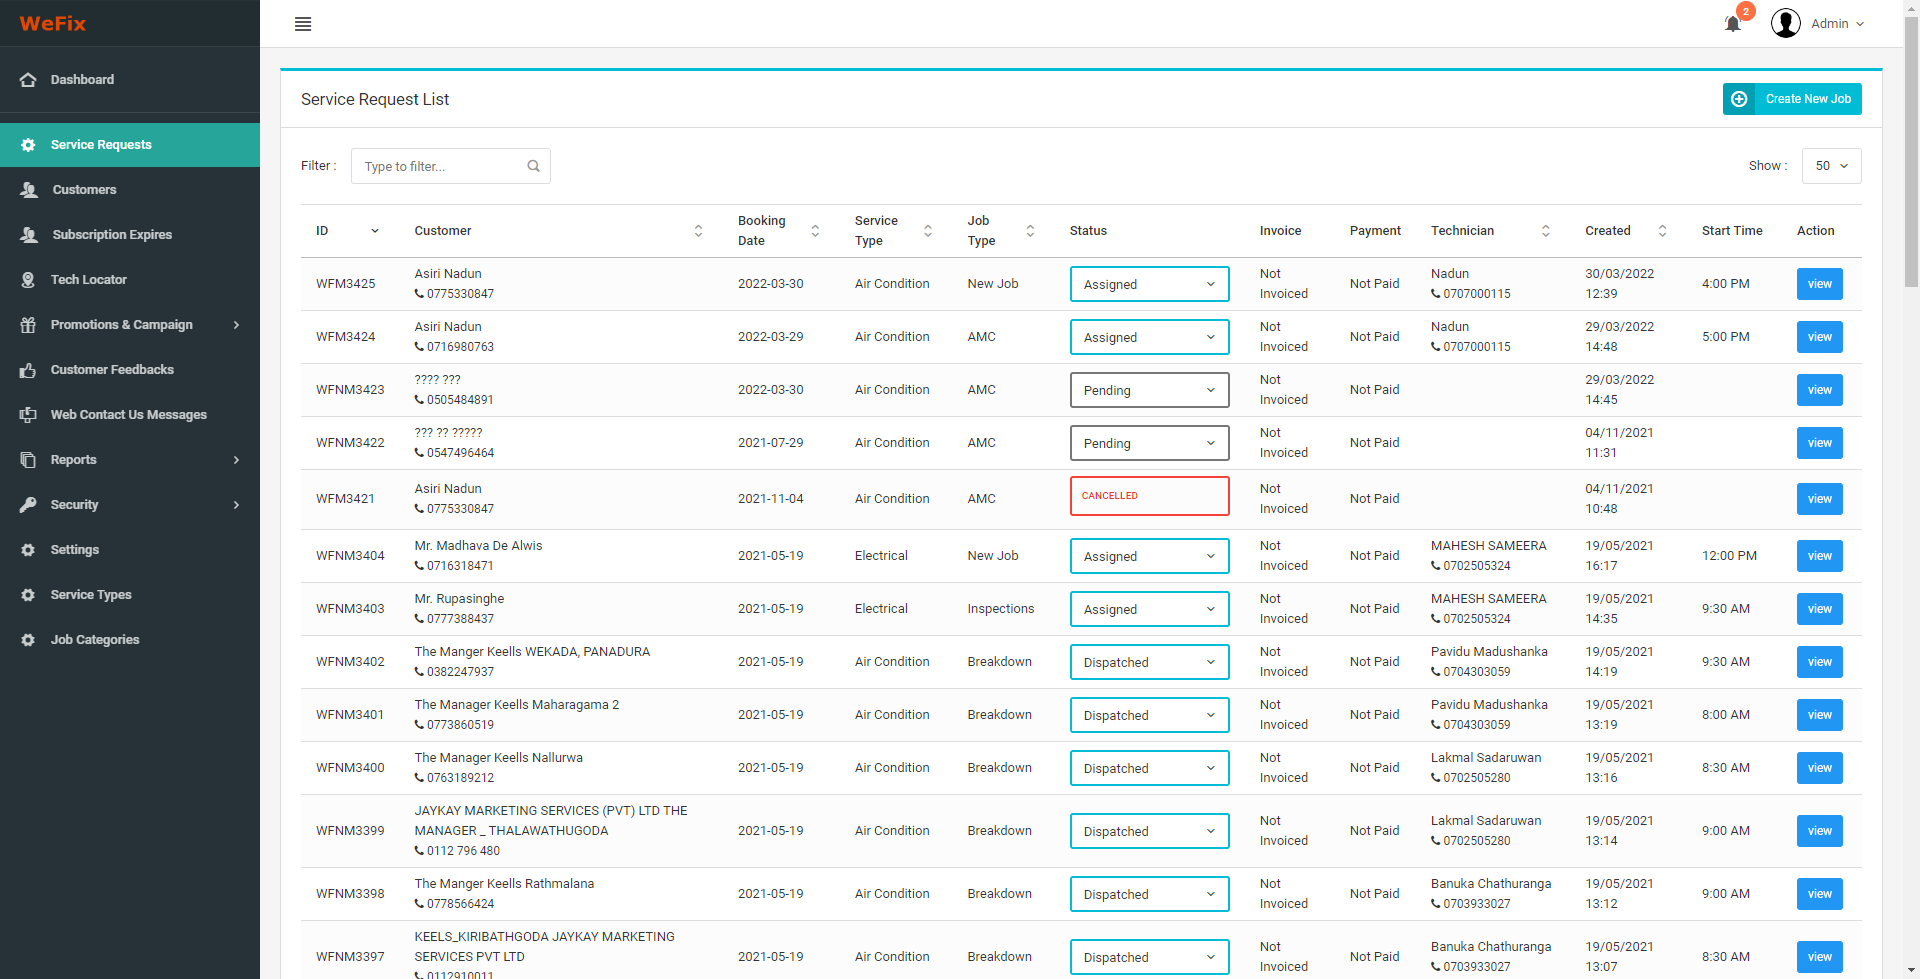 WeFix
2
Admin
Dashboard
Service Requests
Customers
Subscription Expires
Tech Locator
Promotions & Campaign
Customer Feedbacks
Web Contact Us Messages
Reports
Security
Settings
Service Types
Job Categories
Service Request List
Create New Job
Filter :
Type to filter...
Show :
50
ID Customer Booking Date Service Type Job Type Status Invoice Payment Technician Created Start Time Action
WFM3425 Asiri Nadun 0775330847 2022-03-30 Air Condition New Job Assigned Not Invoiced Not Paid Nadun 0707000115 30/03/2022 12:39 4:00 PM view
WFM3424 Asiri Nadun 0716980763 2022-03-29 Air Condition AMC Assigned Not Invoiced Not Paid Nadun 0707000115 29/03/2022 14:48 5:00 PM view
WFNM3423 ???? ??? 0505484891 2022-03-30 Air Condition AMC Pending Not Invoiced Not Paid 29/03/2022 14:45 view
WFNM3422 ??? ?? ????? 0547496464 2021-07-29 Air Condition AMC Pending Not Invoiced Not Paid 04/11/2021 11:31 view
WFM3421 Asiri Nadun 0775330847 2021-11-04 Air Condition AMC CANCELLED Not Invoiced Not Paid 04/11/2021 10:48 view
WFNM3404 Mr. Madhava De Alwis 0716318471 2021-05-19 Electrical New Job Assigned Not Invoiced Not Paid MAHESH SAMEERA 0702505324 19/05/2021 16:17 12:00 PM view
WFNM3403 Mr. Rupasinghe 0777388437 2021-05-19 Electrical Inspections Assigned Not Invoiced Not Paid MAHESH SAMEERA 0702505324 19/05/2021 14:35 9:30 AM view
WFNM3402 The Manger Keells WEKADA, PANADURA 0382247937 2021-05-19 Air Condition Breakdown Dispatched Not Invoiced Not Paid Pavidu Madushanka 0704303059 19/05/2021 14:19 9:30 AM view
WFNM3401 The Manager Keells Maharagama 2 0773860519 2021-05-19 Air Condition Breakdown Dispatched Not Invoiced Not Paid Pavidu Madushanka 0704303059 19/05/2021 13:19 8:00 AM view
WFNM3400 The Manager Keells Nallurwa 0763189212 2021-05-19 Air Condition Breakdown Dispatched Not Invoiced Not Paid Lakmal Sadaruwan 0702505280 19/05/2021 13:16 8:30 AM view
WFNM3399 JAYKAY MARKETING SERVICES (PVT) LTD THE MANAGER _ THALAWATHUGODA 0112 796 480 2021-05-19 Air Condition Breakdown Dispatched Not Invoiced Not Paid Lakmal Sadaruwan 0702505280 19/05/2021 13:14 9:00 AM view
WFNM3398 The Manger Keells Rathmalana 0778566424 2021-05-19 Air Condition Breakdown Dispatched Not Invoiced Not Paid Banuka Chathuranga 0703933027 19/05/2021 13:12 9:00 AM view
WFNM3397 KEELS_KIRIBATHGODA JAYKAY MARKETING SERVICES PVT LTD 0112910011 2021-05-19 Air Condition Breakdown Dispatched Not Invoiced Not Paid Banuka Chathuranga 0703933027 19/05/2021 13:07 8:30 AM view